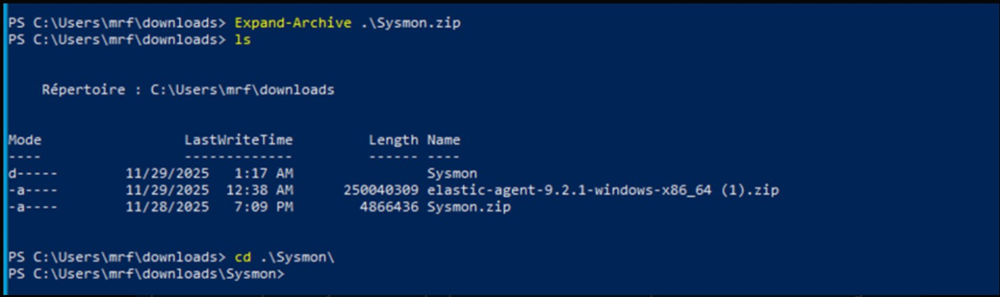 PS C:\Users\mrf\downloads> Expand-Archive .\Sysmon.zip
PS C:\Users\mrf\downloads> ls
Répertoire : C:\Users\mrf\downloads
Mode LastWriteTime Length Name
---- ------------- ------ ----
d----- 11/29/2025 1:17 AM Sysmon
-a---- 11/29/2025 12:38 AM 250040309 elastic-agent-9.2.1-windows-x86_64 (1).zip
-a---- 11/28/2025 7:09 PM 4866436 Sysmon.zip
PS C:\Users\mrf\downloads> cd .\Sysmon\
PS C:\Users\mrf\downloads\Sysmon>